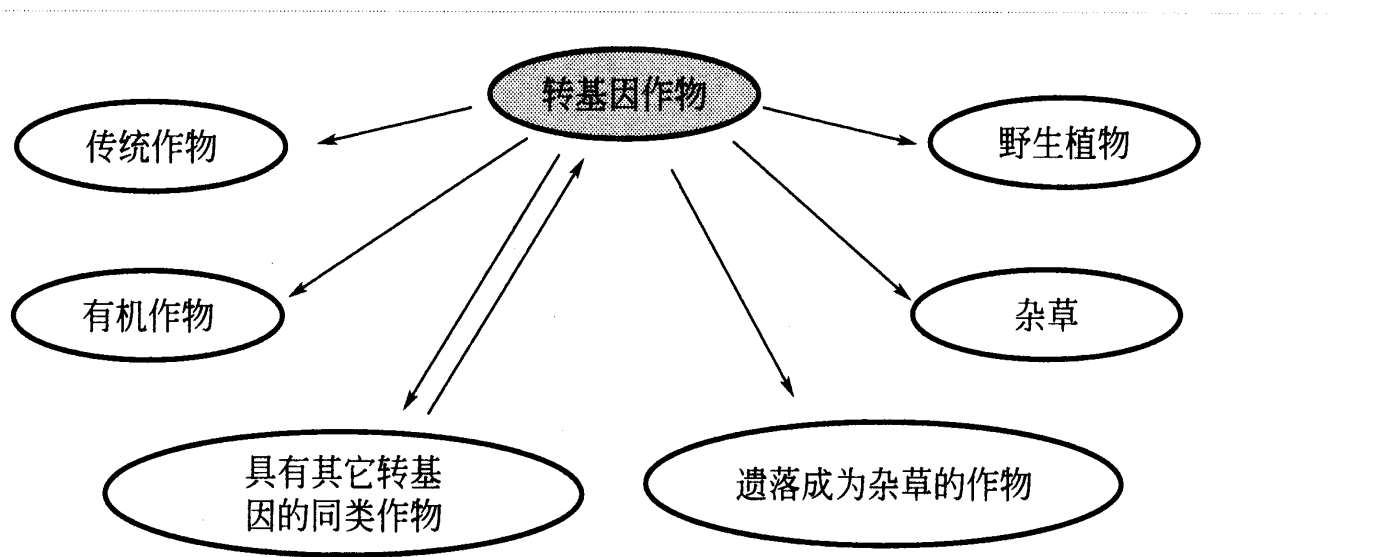 转基因作物
传统作物
野生植物
有机作物
杂草
具有其它转基
因的同类作物
遗落成为杂草的作物